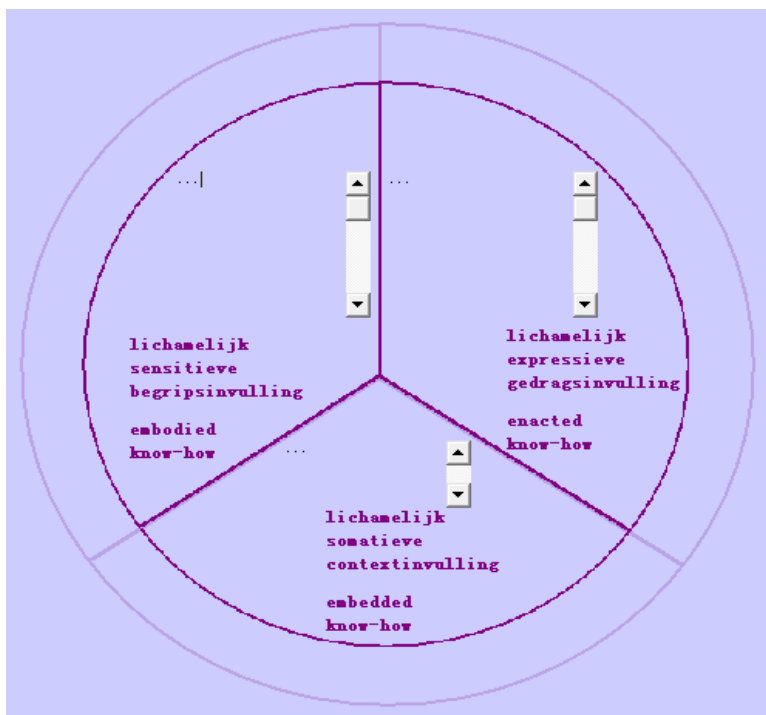 ...
lichamelijk
sensitieve
begripsinvulling
embodied
know-how
...
lichamelijk
expressieve
gedragsinvulling
enacted
know-how
...
lichamelijk
somatieve
contextinvulling
embedded
know-how